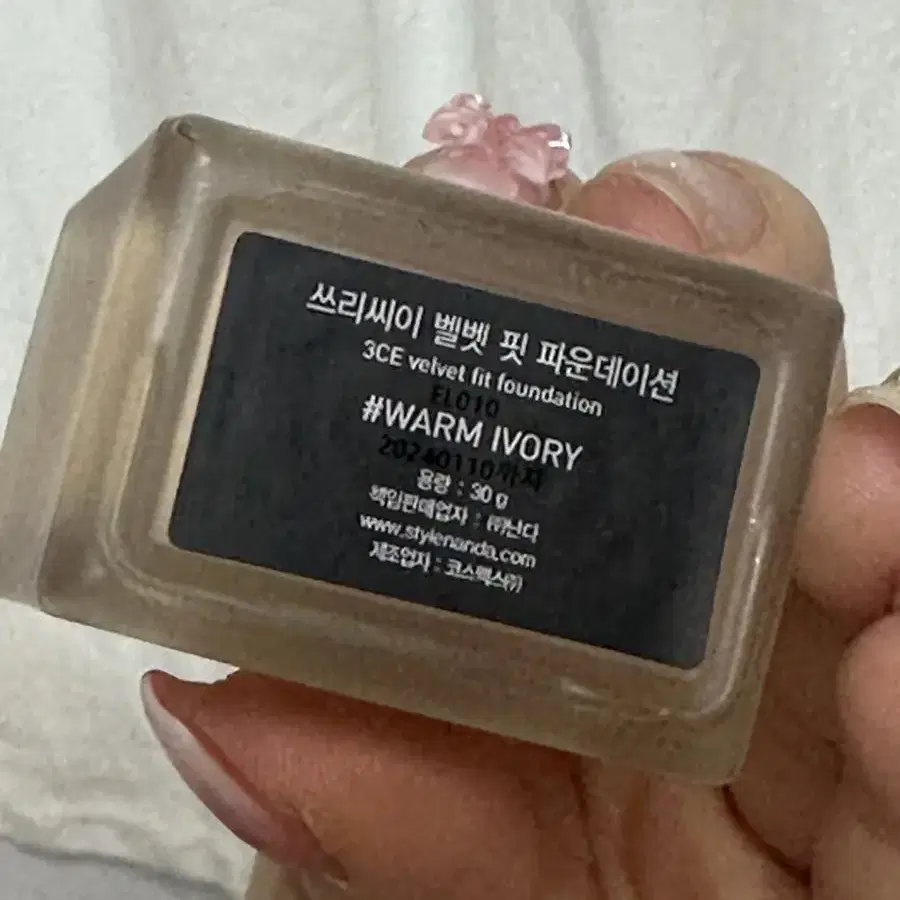 쓰리씨이 벨벳 핏 파운데이션
3CE velvet fit foundation
EL010
#WARM IVORY
20240110까지
용량 : 30 g
책임판매업자 : ㈜난다
www.stylenanda.com
제조업자 : 코스맥스㈜